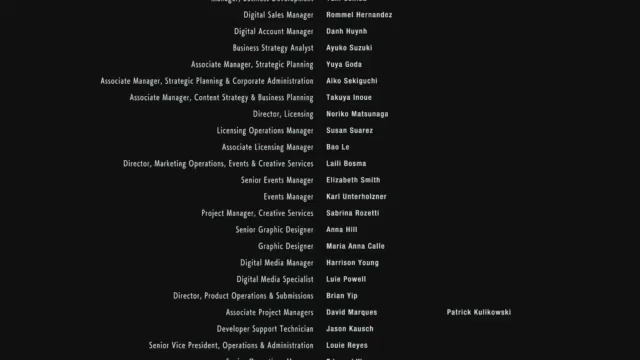 Digital Sales Manager Rommel Hernandez
Digital Account Manager Danh Huynh
Business Strategy Analyst Ayuko Suzuki
Associate Manager, Strategic Planning Yuya Goda
Associate Manager, Strategic Planning & Corporate Administration Aiko Sekiguchi
Associate Manager, Content Strategy & Business Planning Takuya Inoue
Director, Licensing Noriko Matsunaga
Licensing Operations Manager Susan Suarez
Associate Licensing Manager Bao Le
Director, Marketing Operations, Events & Creative Services Laili Bosma
Senior Events Manager Elizabeth Smith
Events Manager Karl Unterholzner
Project Manager, Creative Services Sabrina Rozetti
Senior Graphic Designer Anna Hill
Graphic Designer Maria Anna Calle
Digital Media Manager Harrison Young
Digital Media Specialist Luie Powell
Director, Product Operations & Submissions Brian Yip
Associate Project Managers David Marques Patrick Kulikowski
Developer Support Technician Jason Kausch
Senior Vice President, Operations & Administration Louie Reyes